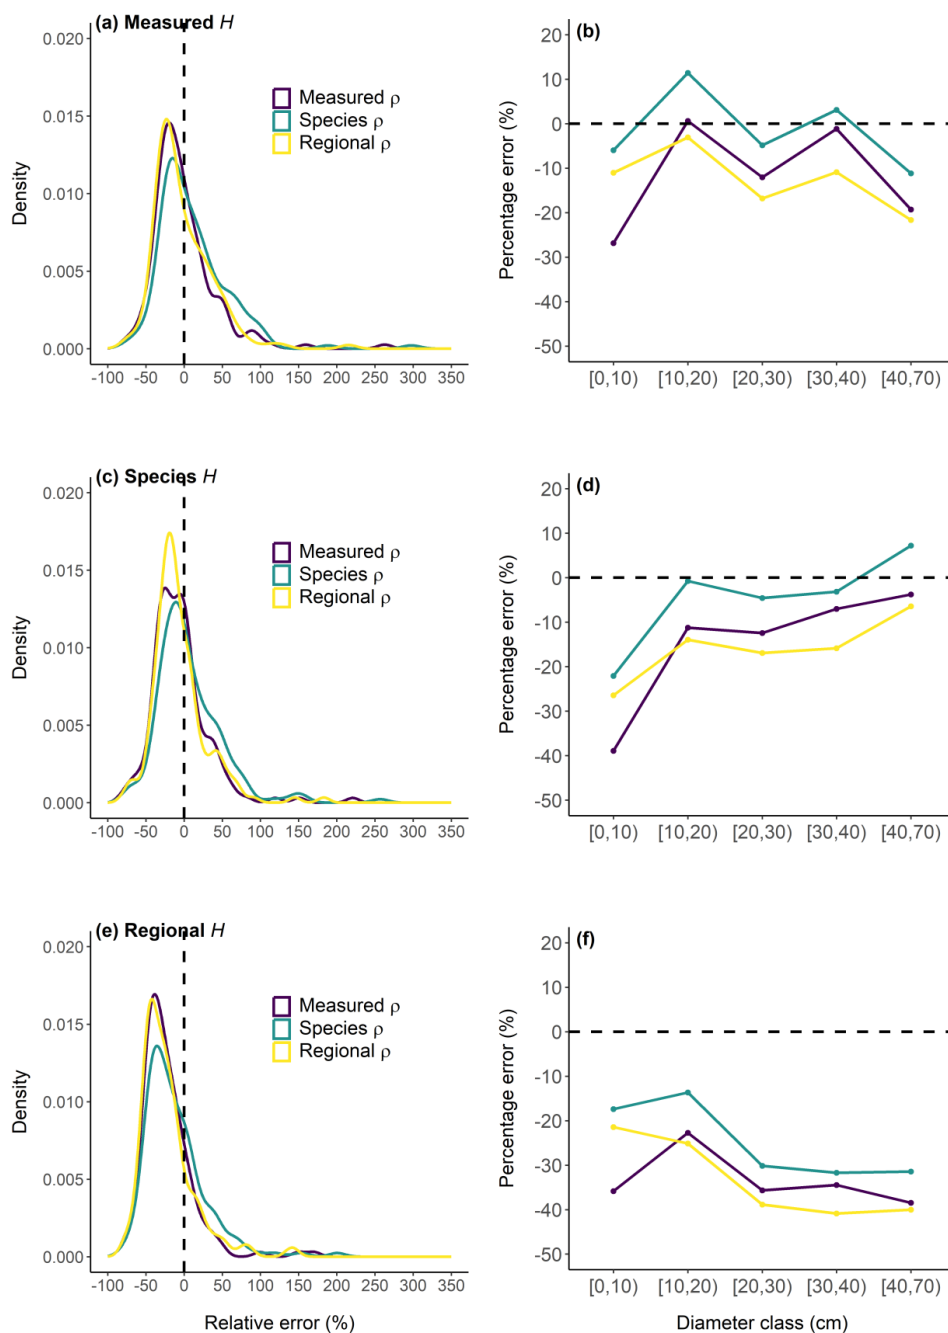 (a) Measured H
0.020
0.015
0.010
0.005
0.000
Density
Measured ρ
Species ρ
Regional ρ
-100 -50 0 50 100 150 200 250 300 350
(b)
20
10
0
-10
-20
-30
-40
-50
Percentage error (%)
[0,10) [10,20) [20,30) [30,40) [40,70)
(c) Species H
0.020
0.015
0.010
0.005
0.000
Density
Measured ρ
Species ρ
Regional ρ
-100 -50 0 50 100 150 200 250 300 350
(d)
20
10
0
-10
-20
-30
-40
-50
Percentage error (%)
[0,10) [10,20) [20,30) [30,40) [40,70)
(e) Regional H
0.020
0.015
0.010
0.005
0.000
Density
Measured ρ
Species ρ
Regional ρ
-100 -50 0 50 100 150 200 250 300 350
Relative error (%)
(f)
20
10
0
-10
-20
-30
-40
-50
Percentage error (%)
[0,10) [10,20) [20,30) [30,40) [40,70)
Diameter class (cm)